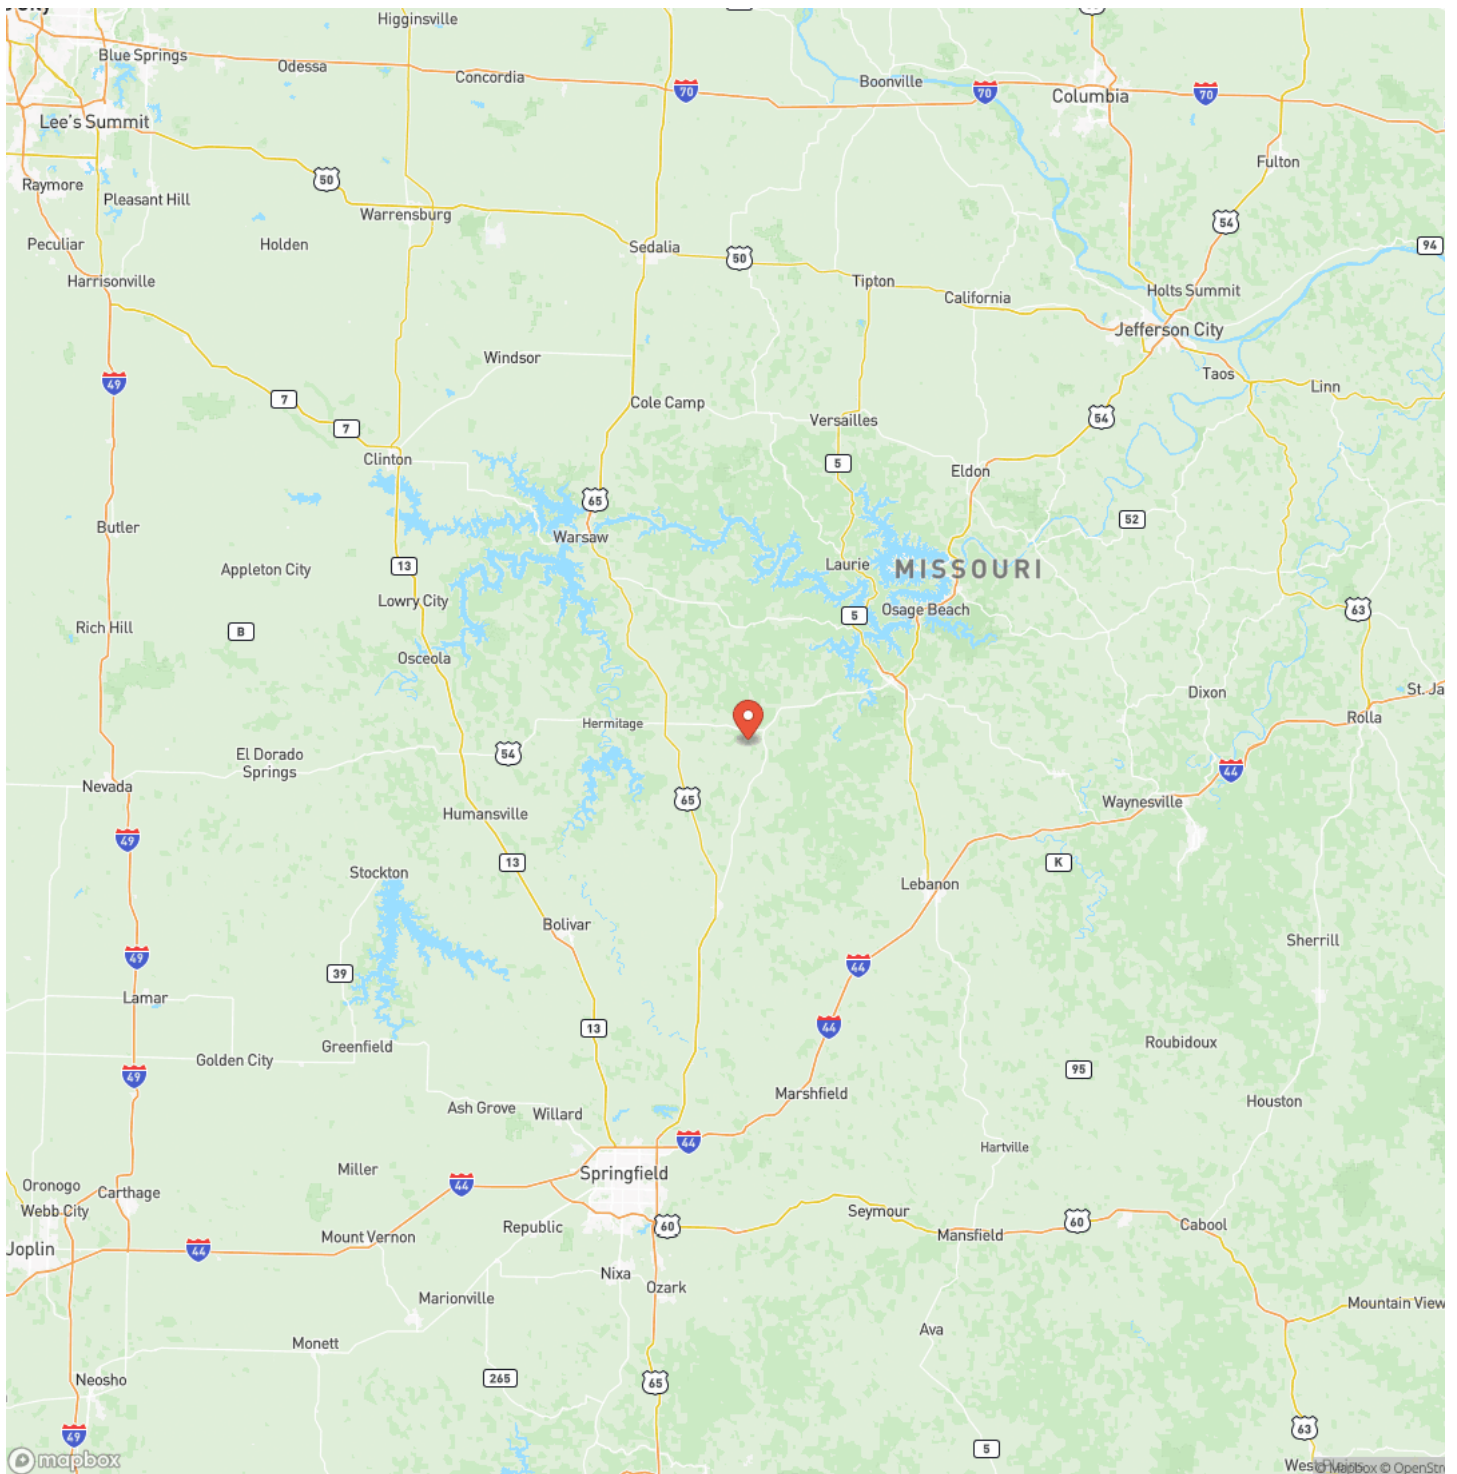 Higginsville
Blue Springs
Odessa
Concordia
70
Boonville
70
Columbia
70
Lee's Summit
Fulton
50
Raymore
Pleasant Hill
Warrensburg
54
Peculiar
Holden
Sedalia
50
94
Harrisonville
Tipton
California
Holts Summit
Jefferson City
Windsor
Taos
49
Linn
7
Cole Camp
7
Versailles
54
Clinton
5
Eldon
65
Butler
52
Warsaw
13
Appleton City
Laurie
MISSOURI
Lowry City
Osage Beach
63
5
Rich Hill
B
Osceola
Dixon
St. Ja
Hermitage
Rolla
54
El Dorado
Springs
44
Nevada
65
Waynesville
Humansville
49
13
K
Stockton
Lebanon
Bolivar
Sherrill
49
44
39
Lamar
13
44
Greenfield
Roubidoux
Golden City
95
49
Marshfield
Houston
Ash Grove
Willard
44
Hartville
Miller
Springfield
Oronogo
44
Carthage
Webb City
Seymour
Republic
60
60
Cabool
Mount Vernon
Mansfield
Joplin
44
Nixa
Ozark
Marionville
Mountain View
Ava
Monett
Neosho
265
65
63
49
5
mapbox
© Mapbox © OpenStre